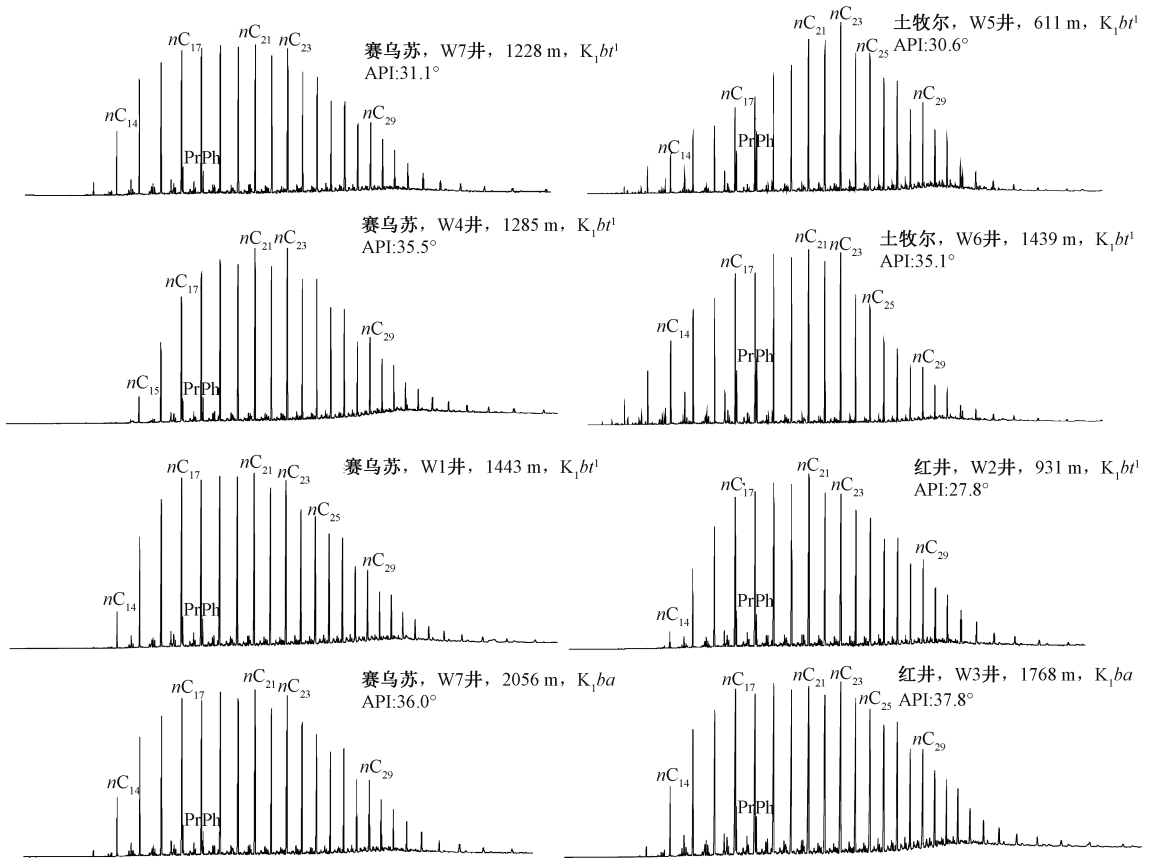 赛乌苏，W7井，1228 m，K1bt1
API:31.1°
nC14
nC17
PrPh
nC21
nC23
nC29
土牧尔，W5井，611 m，K1bt1
API:30.6°
nC14
nC17
PrPh
nC21
nC23
nC25
nC29
赛乌苏，W4井，1285 m，K1bt1
API:35.5°
nC15
nC17
PrPh
nC21
nC23
nC29
土牧尔，W6井，1439 m，K1bt1
API:35.1°
nC14
nC17
PrPh
nC21
nC23
nC25
nC29
赛乌苏，W1井，1443 m，K1bt1
nC14
nC17
PrPh
nC21
nC23
nC25
nC29
红井，W2井，931 m，K1bt1
API:27.8°
nC14
nC17
PrPh
nC21
nC23
nC29
赛乌苏，W7井，2056 m，K1ba
API:36.0°
nC14
nC17
PrPh
nC21
nC23
nC29
红井，W3井，1768 m，K1ba
API:37.8°
nC14
nC17
PrPh
nC21
nC23
nC25
nC29